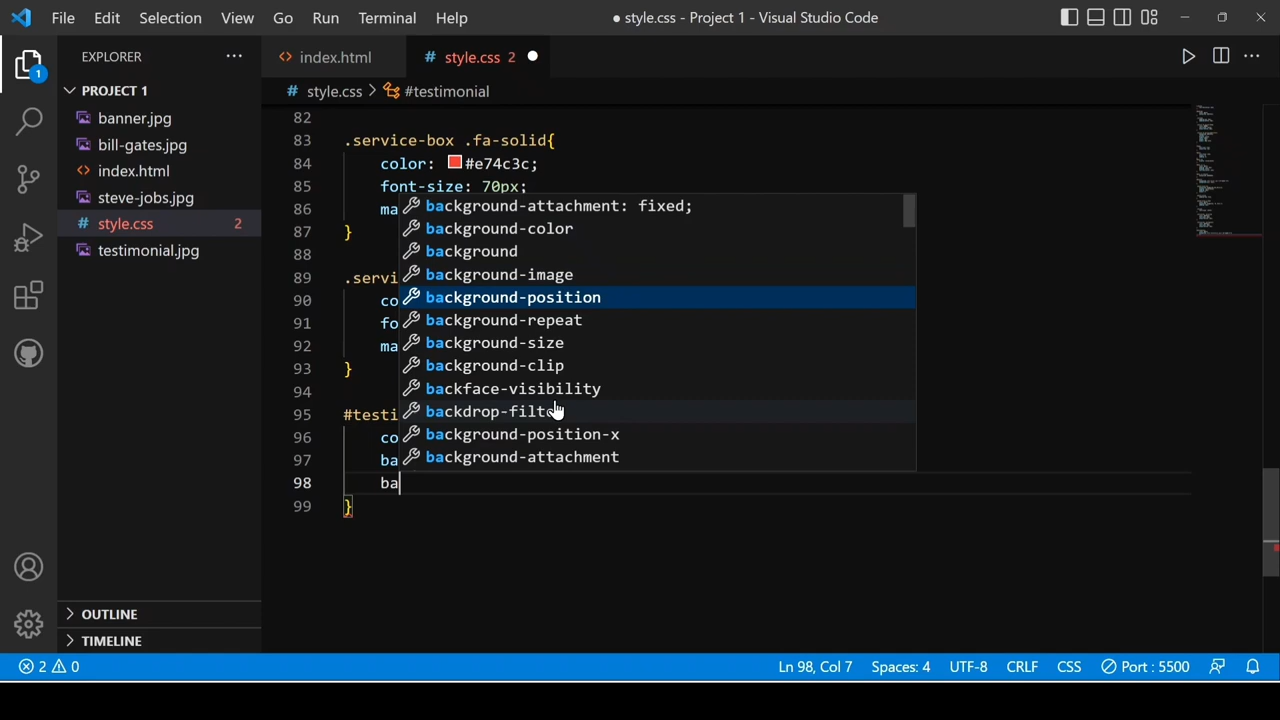 File Edit Selection View Go Run Terminal Help ● style.css - Project 1 - Visual Studio Code
EXPLORER ··· <> index.html # style.css 2 ●
PROJECT 1
# style.css > #testimonial
banner.jpg
bill-gates.jpg
<> index.html
steve-jobs.jpg
# style.css 2
testimonial.jpg
82
83 .service-box .fa-solid{
84 color: #e74c3c;
85 font-size: 70px;
86 ma
87 }
88
89 .servi
90 co
91 fo
92 ma
93 }
94
95 #testi
96 co
97 ba
98 ba
99 }
background-attachment: fixed;
background-color
background
background-image
background-position
background-repeat
background-size
background-clip
backface-visibility
backdrop-filt
background-position-x
background-attachment
1
OUTLINE
TIMELINE
2 0 Ln 98, Col 7 Spaces: 4 UTF-8 CRLF CSS Port : 5500